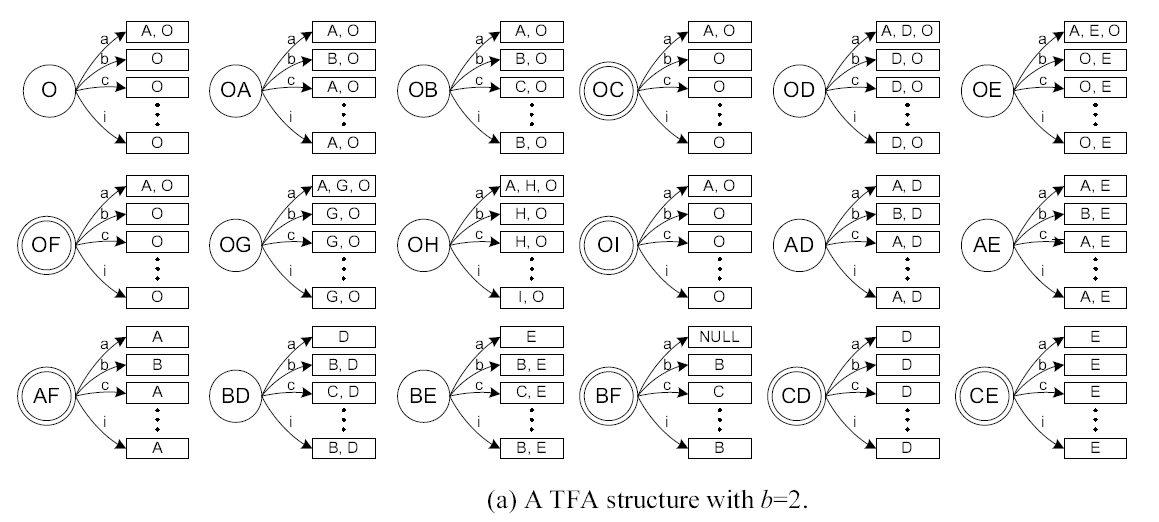 O a b c i A, O O O O
OA a b c i A, O B, O A, O A, O
OB a b c i A, O B, O C, O B, O
OC a b c i A, O O O O
OD a b c i A, D, O D, O D, O D, O
OE a b c i A, E, O O, E O, E O, E
OF a b c i A, O O O O
OG a b c i A, G, O G, O G, O G, O
OH a b c i A, H, O H, O H, O I, O
OI a b c i A, O O O O
AD a b c i A, D B, D A, D A, D
AE a b c i A, E B, E A, E A, E
AF a b c i A B A A
BD a b c i D B, D C, D B, D
BE a b c i E B, E C, E B, E
BF a b c i NULL B C B
CD a b c i D D D D
CE a b c i E E E E
(a) A TFA structure with b=2.